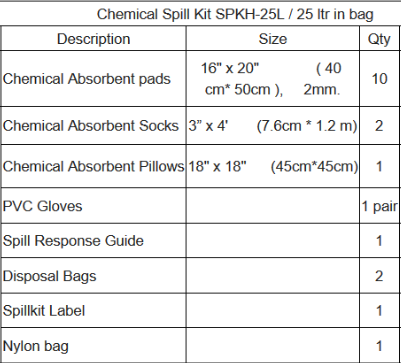 Chemical Spill Kit SPKH-25L / 25 ltr in bag
Description Size Qty
Chemical Absorbent pads 16" x 20" ( 40 cm* 50cm ), 2mm. 10
Chemical Absorbent Socks 3” x 4' (7.6cm * 1.2 m) 2
Chemical Absorbent Pillows 18" x 18" (45cm*45cm) 1
PVC Gloves 1 pair
Spill Response Guide 1
Disposal Bags 2
Spillkit Label 1
Nylon bag 1